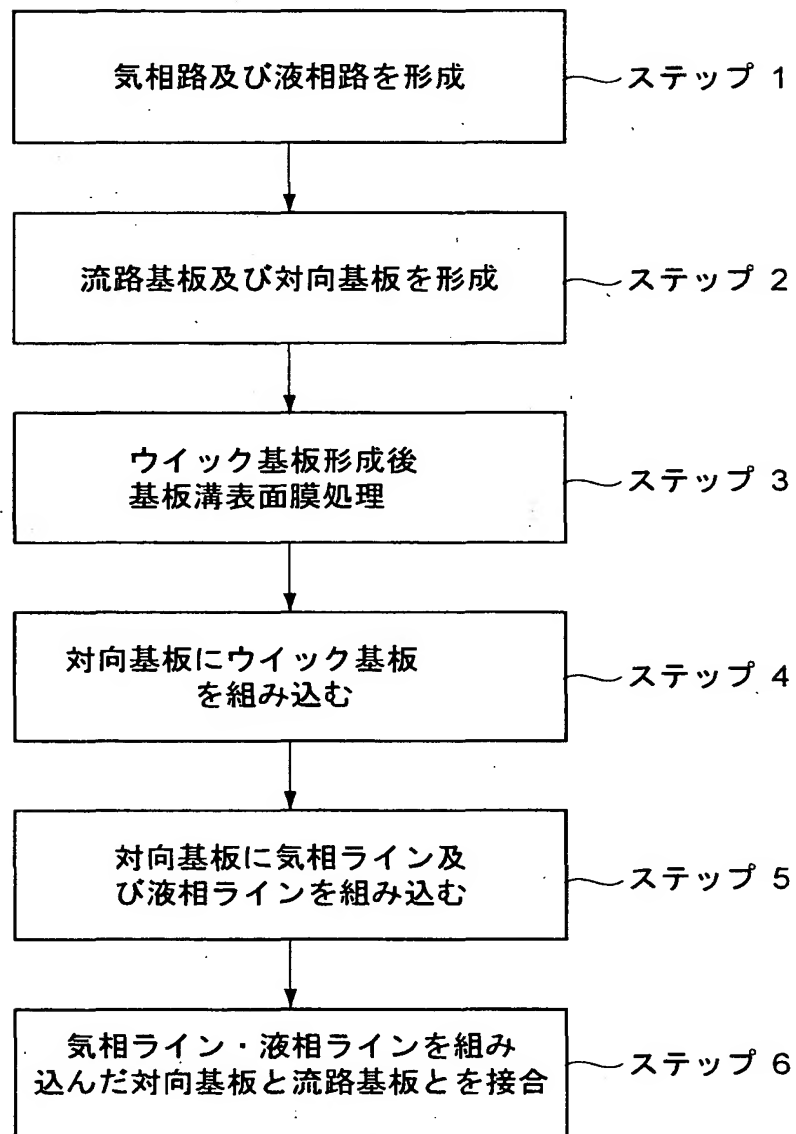 気相路及び液相路を形成
ステップ 1
流路基板及び対向基板を形成
ステップ 2
ウイック基板形成後
基板溝表面膜処理
ステップ 3
対向基板にウイック基板
を組み込む
ステップ 4
対向基板に気相ライン及
び液相ラインを組み込む
ステップ 5
気相ライン・液相ラインを組み
込んだ対向基板と流路基板とを接合
ステップ 6